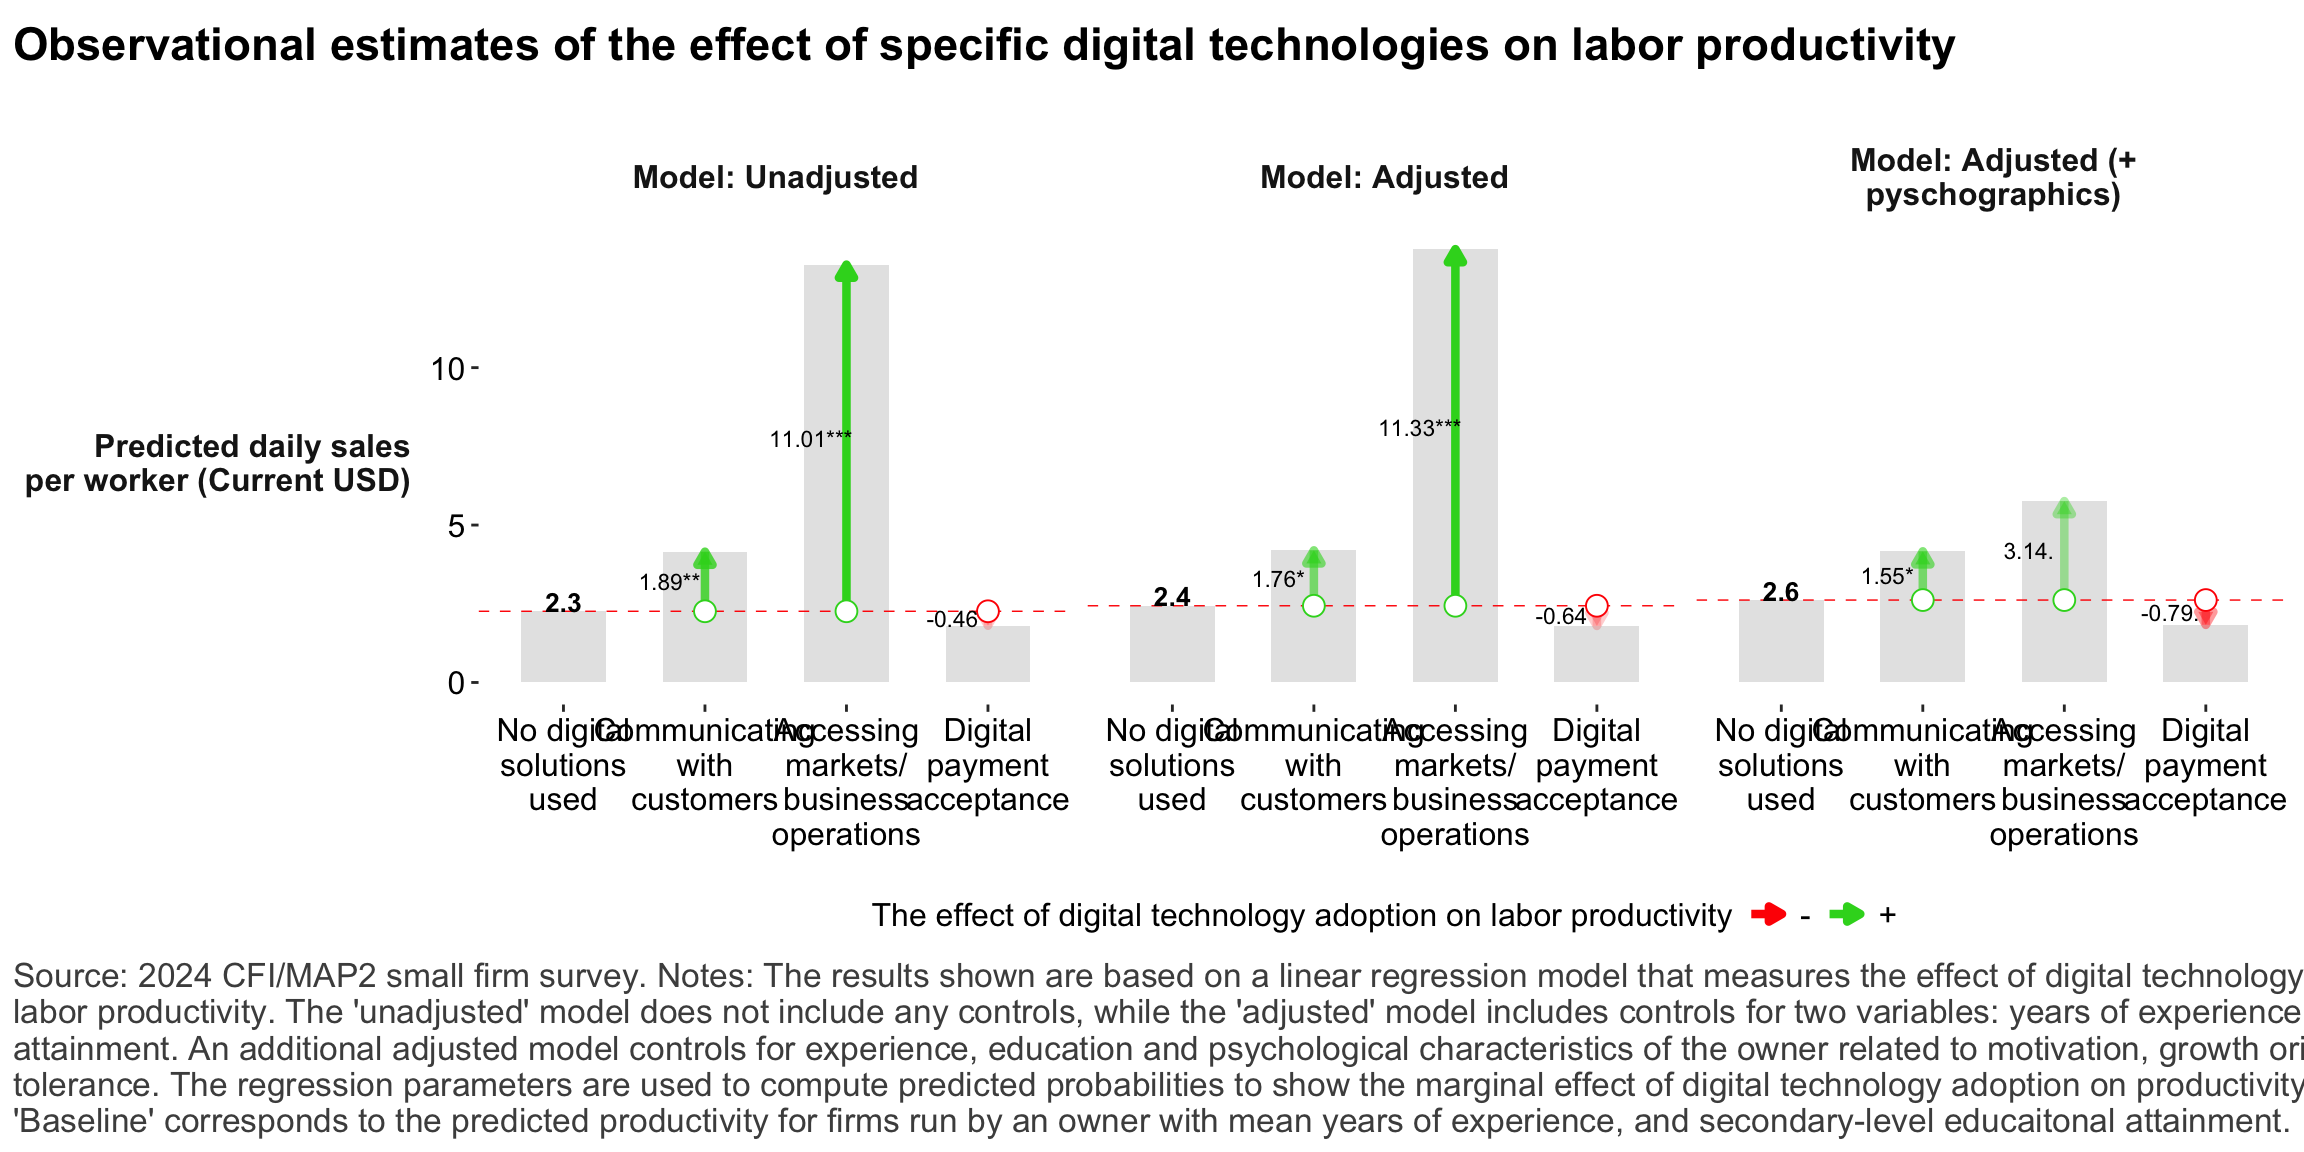 Observational estimates of the effect of specific digital technologies on labor productivity
Model: Unadjusted
Model: Adjusted
Model: Adjusted (+
pyschographics)
Predicted daily sales
per worker (Current USD)
10
5
0
2.3
1.89**
11.01***
-0.46
2.4
1.76*
11.33***
-0.64
2.6
1.55*
3.14.
-0.79.
No digital
solutions
used
Communicating
with
customers
Accessing
markets/
business
operations
Digital
payment
acceptance
No digital
solutions
used
Communicating
with
customers
Accessing
markets/
business
operations
Digital
payment
acceptance
No digital
solutions
used
Communicating
with
customers
Accessing
markets/
business
operations
Digital
payment
acceptance
The effect of digital technology adoption on labor productivity - +
Source: 2024 CFI/MAP2 small firm survey. Notes: The results shown are based on a linear regression model that measures the effect of digital technology
labor productivity. The 'unadjusted' model does not include any controls, while the 'adjusted' model includes controls for two variables: years of experience
attainment. An additional adjusted model controls for experience, education and psychological characteristics of the owner related to motivation, growth ori
tolerance. The regression parameters are used to compute predicted probabilities to show the marginal effect of digital technology adoption on productivity
'Baseline' corresponds to the predicted productivity for firms run by an owner with mean years of experience, and secondary-level educaitonal attainment.